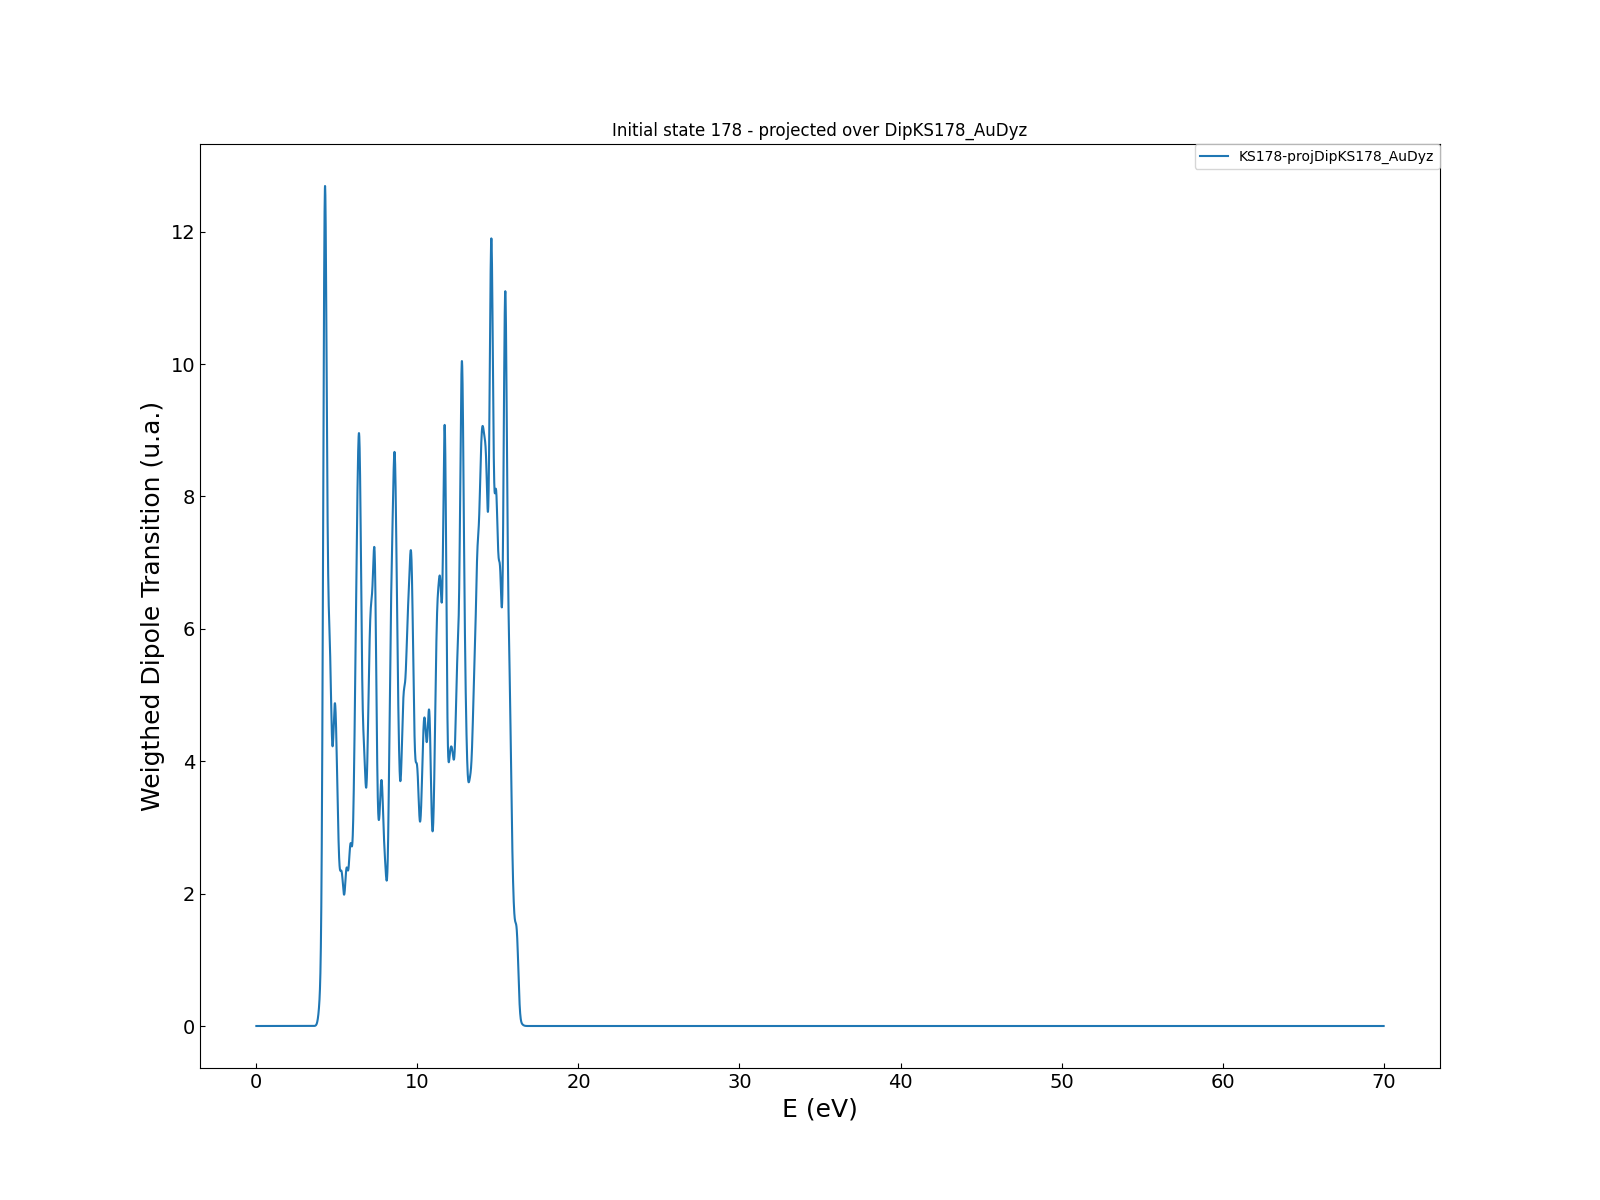 Initial state 178 - projected over DipKS178_AuDyz
KS178-projDipKS178_AuDyz
Weigthed Dipole Transition (u.a.)
12
10
8
6
4
2
0
0 10 20 30 40 50 60 70
E (eV)